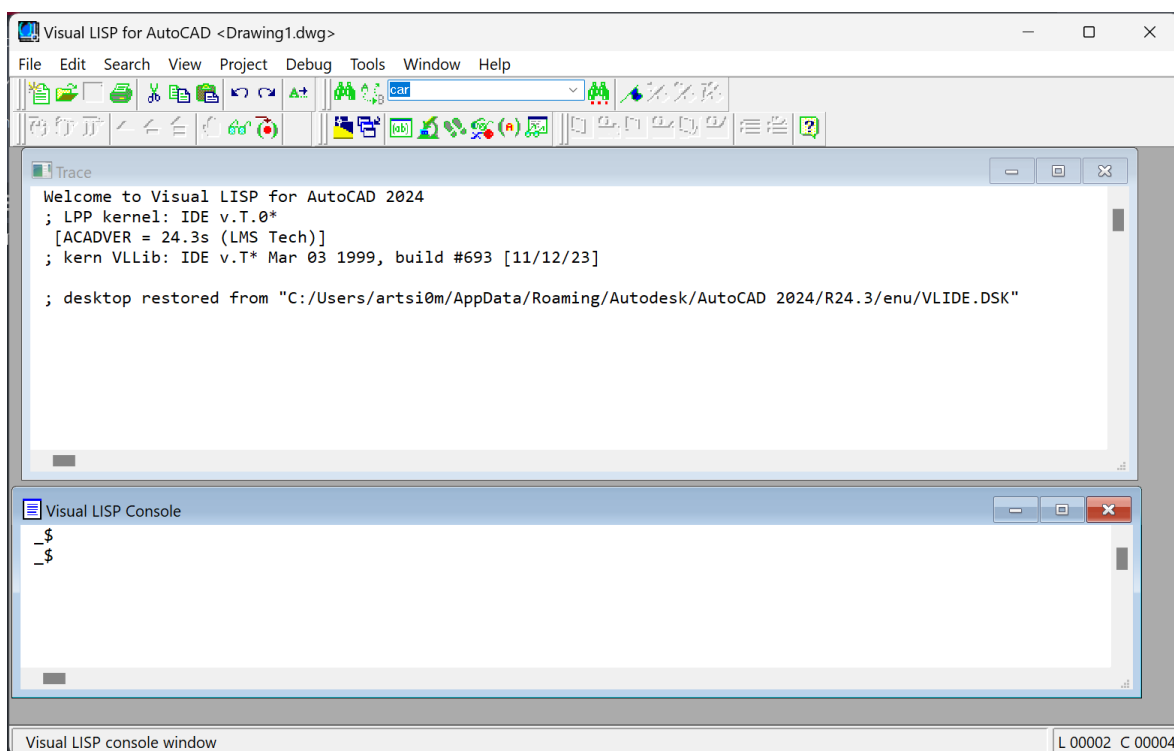 Visual LISP for AutoCAD <Drawing1.dwg>
File Edit Search View Project Debug Tools Window Help
car
Trace
Welcome to Visual LISP for AutoCAD 2024
; LPP kernel: IDE v.T.0*
[ACADVER = 24.3s (LMS Tech)]
; kern VLLib: IDE v.T* Mar 03 1999, build #693 [11/12/23]
; desktop restored from "C:/Users/artsi0m/AppData/Roaming/Autodesk/AutoCAD 2024/R24.3/enu/VLIDE.DSK"
Visual LISP Console
_$
_$
Visual LISP console window L 00002 C 00004